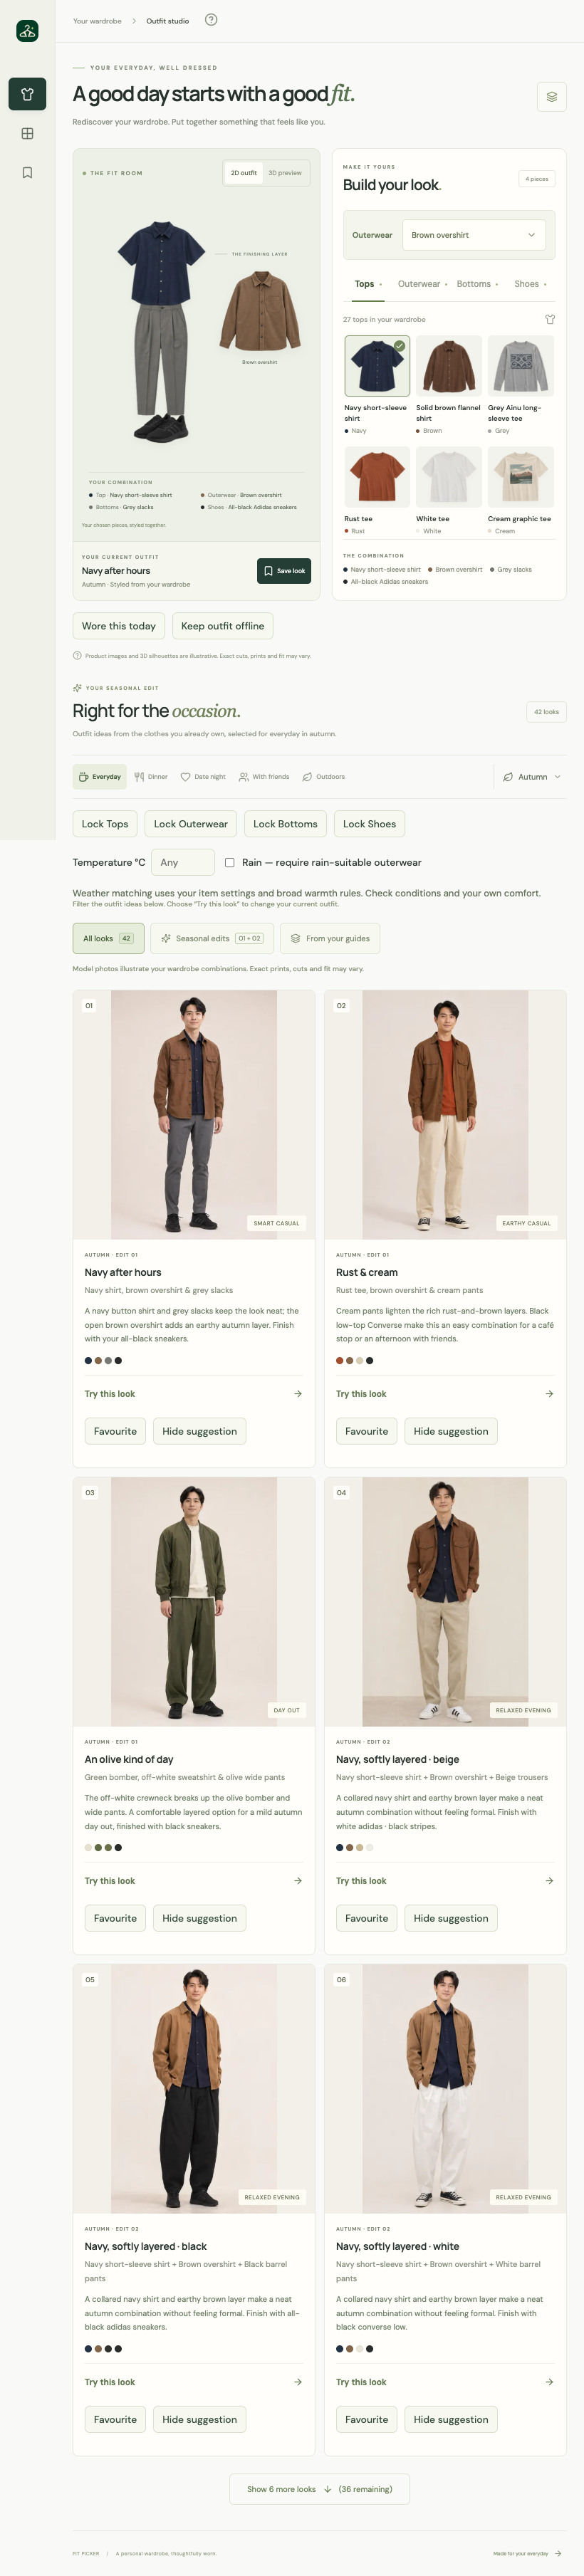 Your wardrobe > Outfit studio
YOUR EVERYDAY, WELL DRESSED
A good day starts with a good fit.
Rediscover your wardrobe. Put together something that feels like you.
THE FIT ROOM
2D outfit 3D preview
THE FINISHING LAYER
Brown overshirt
YOUR COMBINATION
Top · Navy short-sleeve shirt
Outerwear · Brown overshirt
Bottoms · Grey slacks
Shoes · All-black Adidas sneakers
Your chosen pieces, styled together.
YOUR CURRENT OUTFIT
Navy after hours
Autumn · Styled from your wardrobe
Save look
MAKE IT YOURS
Build your look.
4 pieces
Outerwear Brown overshirt
Tops Outerwear Bottoms Shoes
27 tops in your wardrobe
Navy short-sleeve shirt
Navy
Solid brown flannel shirt
Brown
Grey Ainu long-sleeve tee
Grey
Rust tee
Rust
White tee
White
Cream graphic tee
Cream
THE COMBINATION
Navy short-sleeve shirt Brown overshirt Grey slacks
All-black Adidas sneakers
Wore this today Keep outfit offline
Product images and 3D silhouettes are illustrative. Exact cuts, prints and fit may vary.
YOUR SEASONAL EDIT
Right for the occasion.
42 looks
Outfit ideas from the clothes you already own, selected for everyday in autumn.
Everyday Dinner Date night With friends Outdoors
Autumn
Lock Tops Lock Outerwear Lock Bottoms Lock Shoes
Temperature °C Any Rain — require rain-suitable outerwear
Weather matching uses your item settings and broad warmth rules. Check conditions and your own comfort.
Filter the outfit ideas below. Choose “Try this look” to change your current outfit.
All looks 42 Seasonal edits 01 + 02 From your guides
Model photos illustrate your wardrobe combinations. Exact prints, cuts and fit may vary.
01
SMART CASUAL
AUTUMN · EDIT 01
Navy after hours
Navy shirt, brown overshirt & grey slacks
A navy button shirt and grey slacks keep the look neat; the
open brown overshirt adds an earthy autumn layer. Finish
with your all-black sneakers.
Try this look
Favourite Hide suggestion
02
EARTHY CASUAL
AUTUMN · EDIT 01
Rust & cream
Rust tee, brown overshirt & cream pants
Cream pants lighten the rich rust-and-brown layers. Black
low-top Converse make this an easy combination for a café
stop or an afternoon with friends.
Try this look
Favourite Hide suggestion
03
DAY OUT
AUTUMN · EDIT 01
An olive kind of day
Green bomber, off-white sweatshirt & olive wide pants
The off-white crewneck breaks up the olive bomber and
wide pants. A comfortable layered option for a mild autumn
day out, finished with black sneakers.
Try this look
Favourite Hide suggestion
04
RELAXED EVENING
AUTUMN · EDIT 02
Navy, softly layered · beige
Navy short-sleeve shirt + Brown overshirt + Beige trousers
A collared navy shirt and earthy brown layer make a neat
autumn combination without feeling formal. Finish with
white adidas · black stripes.
Try this look
Favourite Hide suggestion
05
RELAXED EVENING
AUTUMN · EDIT 02
Navy, softly layered · black
Navy short-sleeve shirt + Brown overshirt + Black barrel
pants
A collared navy shirt and earthy brown layer make a neat
autumn combination without feeling formal. Finish with all-
black adidas sneakers.
Try this look
Favourite Hide suggestion
06
RELAXED EVENING
AUTUMN · EDIT 02
Navy, softly layered · white
Navy short-sleeve shirt + Brown overshirt + White barrel
pants
A collared navy shirt and earthy brown layer make a neat
autumn combination without feeling formal. Finish with
black converse low.
Try this look
Favourite Hide suggestion
Show 6 more looks (36 remaining)
FIT PICKER / A personal wardrobe, thoughtfully worn.
Made for your everyday